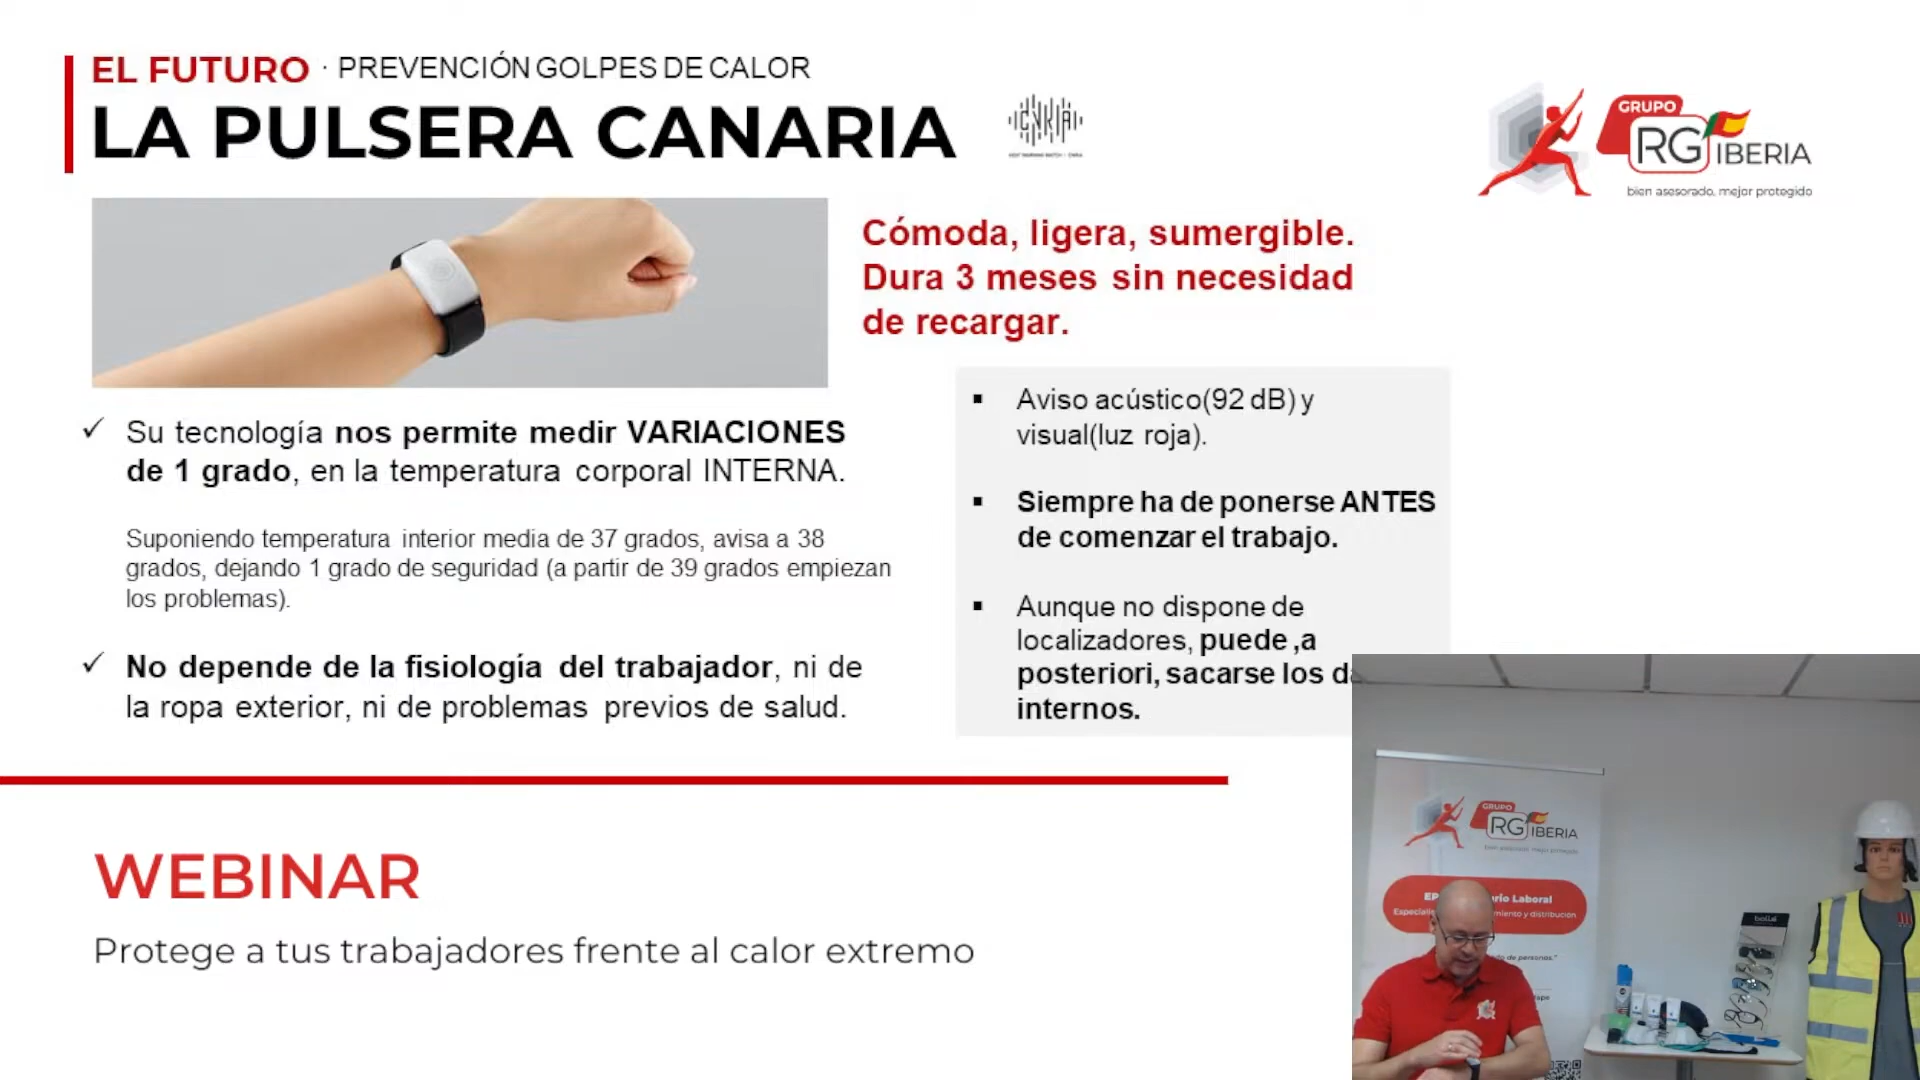 EL FUTURO · PREVENCIÓN GOLPES DE CALOR
LA PULSERA CANARIA
GRUPO
RG IBERIA
bien asesorado, mejor protegido
Cómoda, ligera, sumergible.
Dura 3 meses sin necesidad
de recargar.
✓ Su tecnología nos permite medir VARIACIONES
de 1 grado, en la temperatura corporal INTERNA.
Suponiendo temperatura interior media de 37 grados, avisa a 38
grados, dejando 1 grado de seguridad (a partir de 39 grados empiezan
los problemas).
✓ No depende de la fisiología del trabajador, ni de
la ropa exterior, ni de problemas previos de salud.
▪ Aviso acústico(92 dB) y
visual(luz roja).
▪ Siempre ha de ponerse ANTES
de comenzar el trabajo.
▪ Aunque no dispone de
localizadores, puede ,a
posteriori, sacarse los
internos.
WEBINAR
Protege a tus trabajadores frente al calor extremo
GRUPO
RG IBERIA
Laboral
y distribución
de personas."
bollé